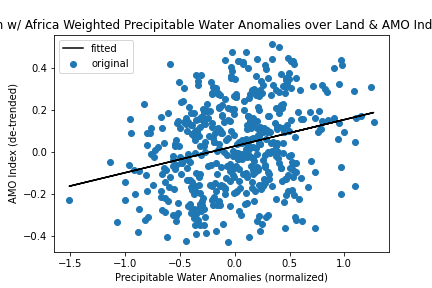 w/ Africa Weighted Precipitable Water Anomalies over Land & AMO
fitted
original
AMO Index (de-trended)
0.4
0.2
0.0
−0.2
−0.4
−1.5 −1.0 −0.5 0.0 0.5 1.0
Precipitable Water Anomalies (normalized)